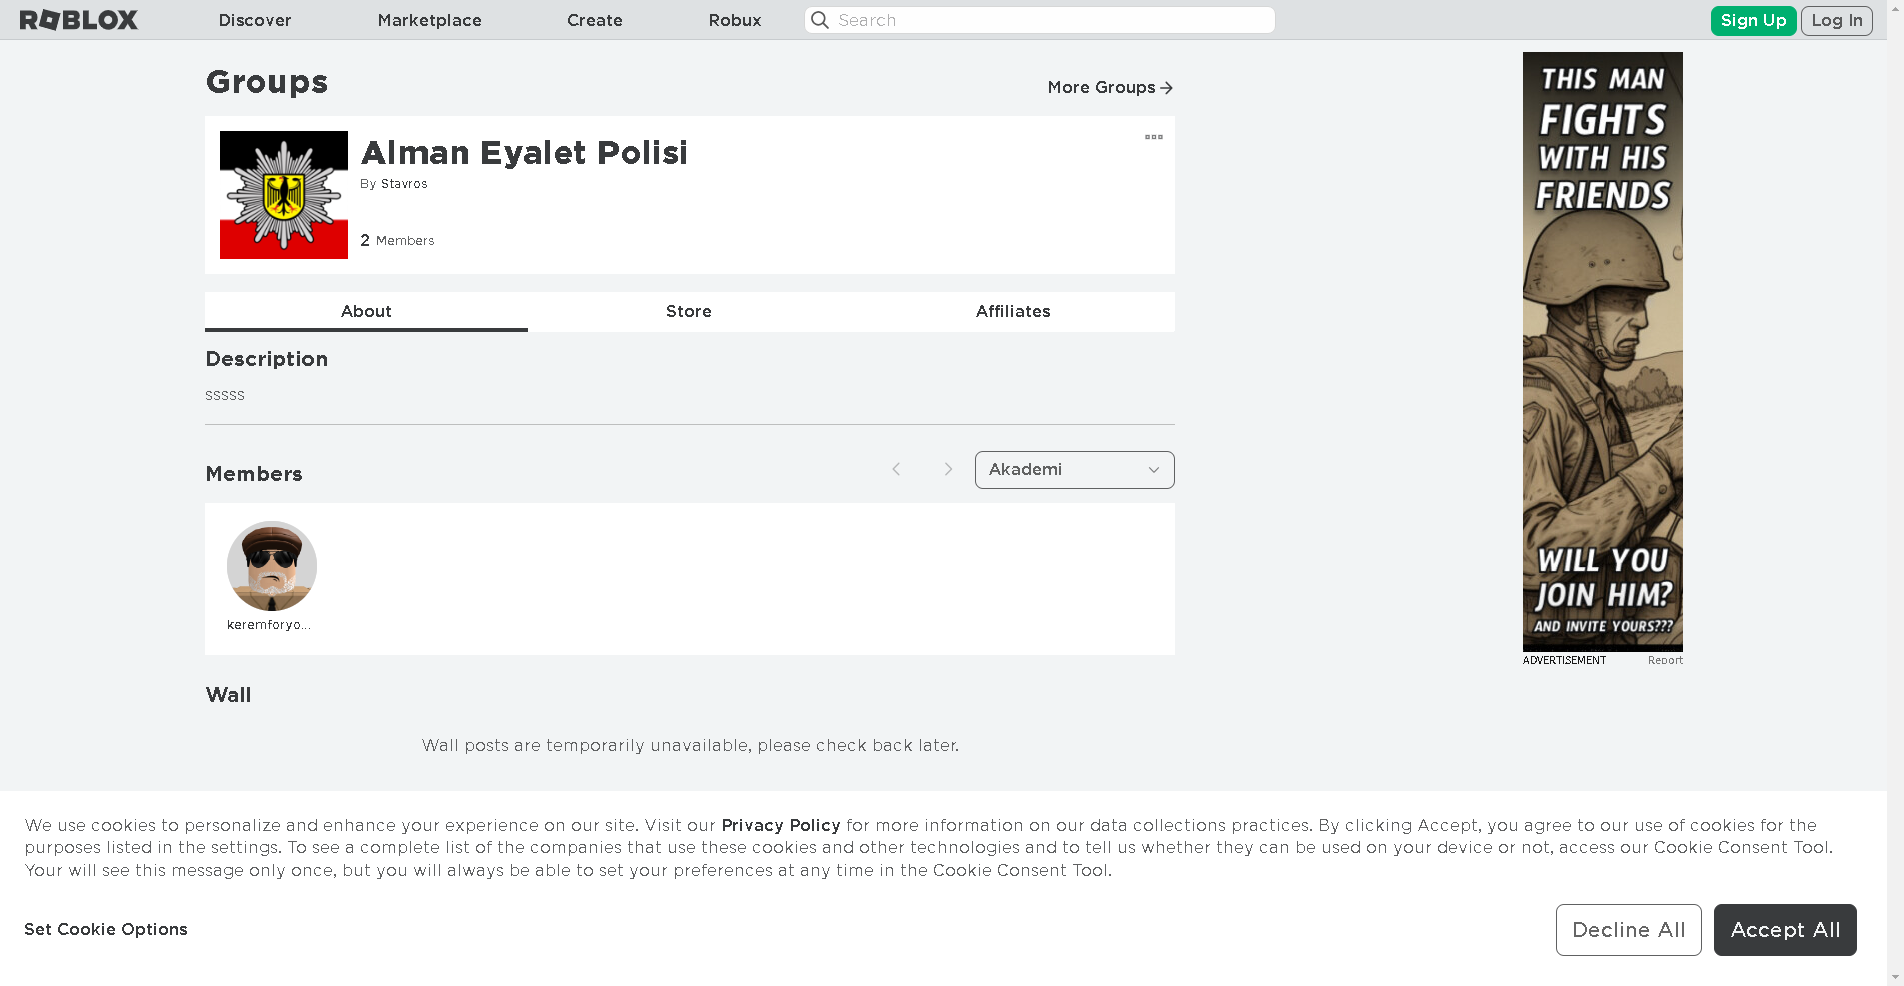 ROBLOX
Discover
Marketplace
Create
Robux
Search
Sign Up
Log In
Groups
More Groups
Alman Eyalet Polisi
By Stavros
2 Members
About
Store
Affiliates
Description
sssss
Members
Akademi
keremforyo...
Wall
Wall posts are temporarily unavailable, please check back later.
THIS MAN
FIGHTS
WITH HIS
FRIENDS
WILL YOU
JOIN HIM?
AND INVITE YOURS???
ADVERTISEMENT
Report
We use cookies to personalize and enhance your experience on our site. Visit our Privacy Policy for more information on our data collections practices. By clicking Accept, you agree to our use of cookies for the
purposes listed in the settings. To see a complete list of the companies that use these cookies and other technologies and to tell us whether they can be used on your device or not, access our Cookie Consent Tool.
Your will see this message only once, but you will always be able to set your preferences at any time in the Cookie Consent Tool.
Set Cookie Options
Decline All
Accept All